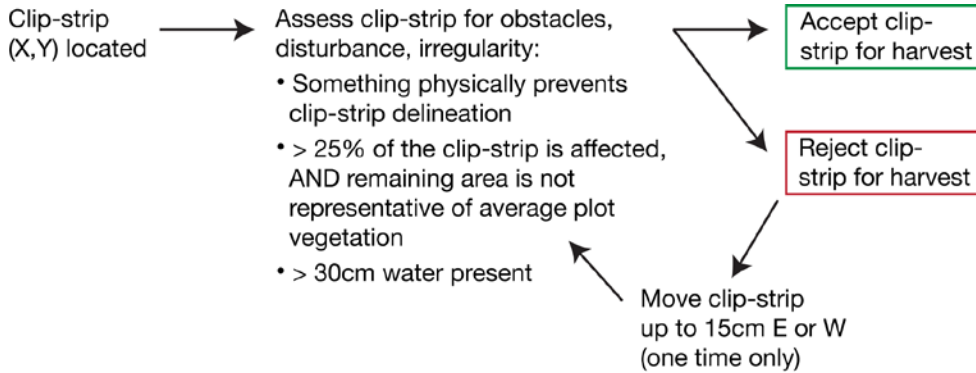 Clip-strip
(X,Y) located
Assess clip-strip for obstacles,
disturbance, irregularity:
• Something physically prevents
clip-strip delineation
• > 25% of the clip-strip is affected,
AND remaining area is not
representative of average plot
vegetation
• > 30cm water present
Accept clip-
strip for harvest
Reject clip-
strip for harvest
Move clip-strip
up to 15cm E or W
(one time only)